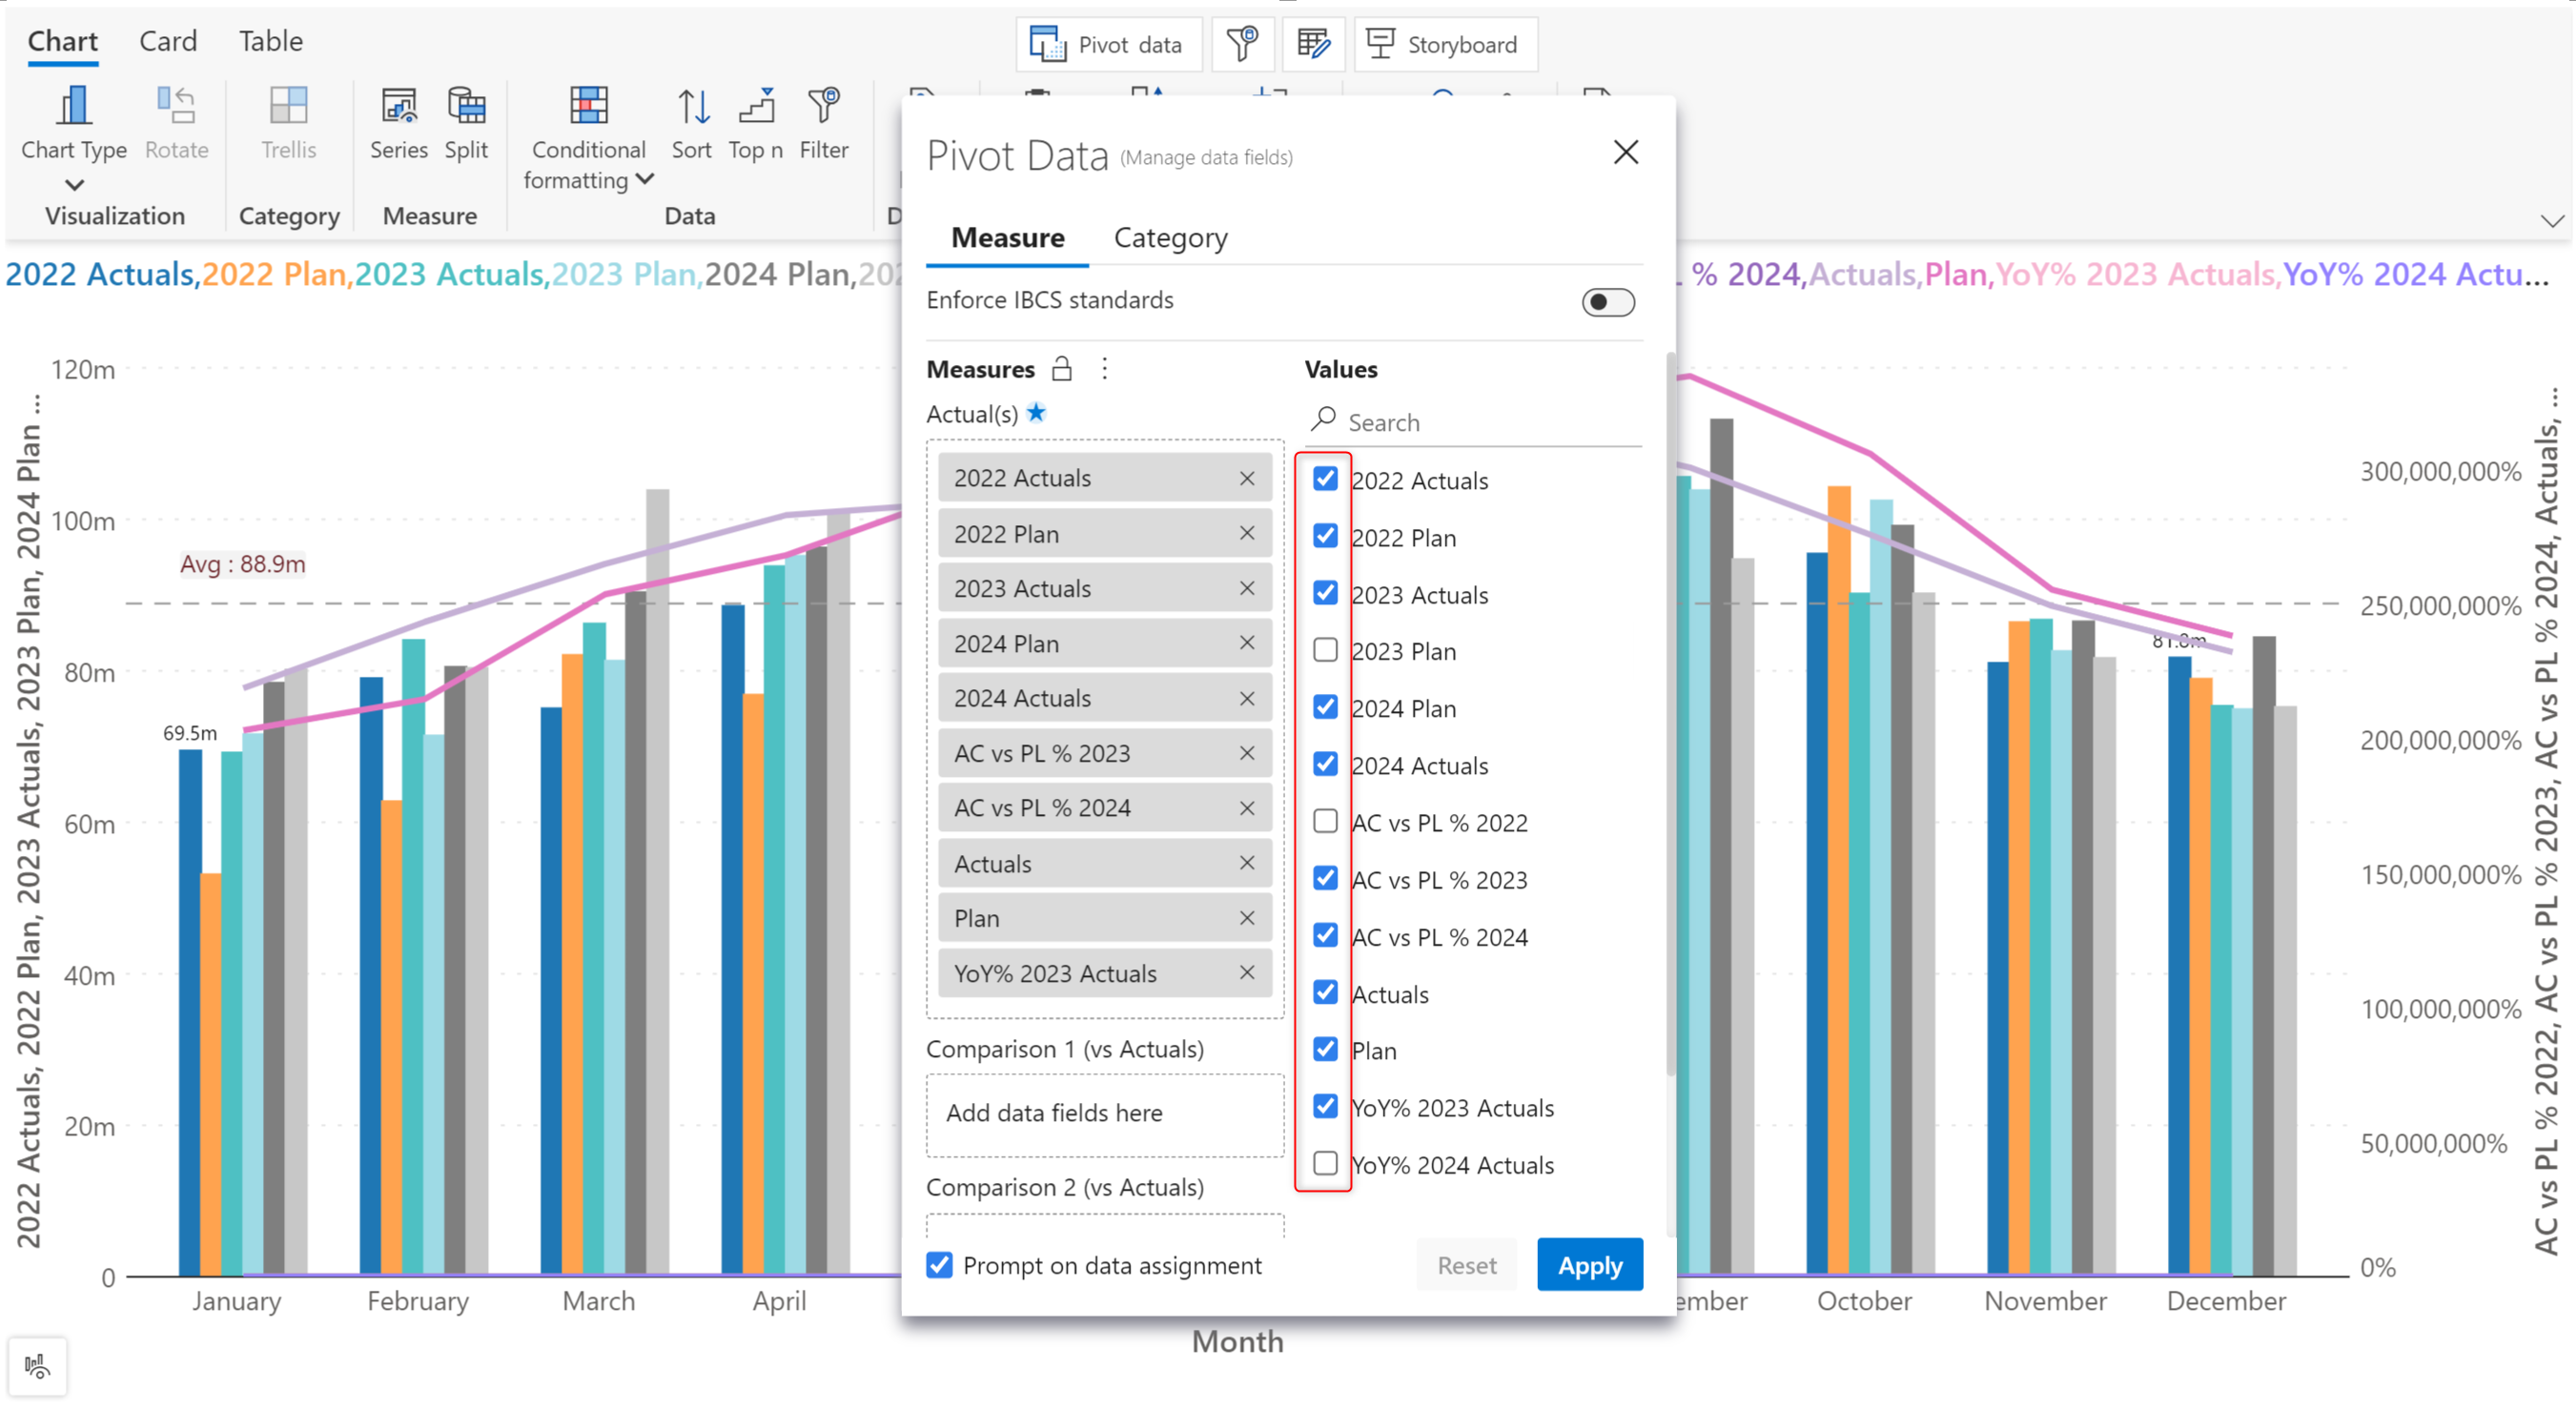 Chart Card Table
Pivot data
Storyboard
Chart Type
Rotate
Trellis
Series
Split
Conditional formatting
Sort
Top n
Filter
Visualization
Category
Measure
Data
D
2022 Actuals,2022 Plan,2023 Actuals,2023 Plan,2024 Plan,202
% 2024,Actuals,Plan,YoY% 2023 Actuals,YoY% 2024 Actu...
Pivot Data (Manage data fields)
Measure
Category
Enforce IBCS standards
Measures
Actual(s)
2022 Actuals
2022 Plan
2023 Actuals
2024 Plan
2024 Actuals
AC vs PL % 2023
AC vs PL % 2024
Actuals
Plan
YoY% 2023 Actuals
Comparison 1 (vs Actuals)
Add data fields here
Comparison 2 (vs Actuals)
Values
Search
2022 Actuals
2022 Plan
2023 Actuals
2023 Plan
2024 Plan
2024 Actuals
AC vs PL % 2022
AC vs PL % 2023
AC vs PL % 2024
Actuals
Plan
YoY% 2023 Actuals
YoY% 2024 Actuals
Prompt on data assignment
Reset
Apply
2022 Actuals, 2022 Plan, 2023 Actuals, 2023 Plan, 2024 Plan ...
120m
100m
80m
60m
40m
20m
0
Avg : 88.9m
69.5m
81.8m
300,000,000%
250,000,000%
200,000,000%
150,000,000%
100,000,000%
50,000,000%
0%
AC vs PL % 2022, AC vs PL % 2023, AC vs PL % 2024, Actuals, ...
January
February
March
April
ember
October
November
December
Month